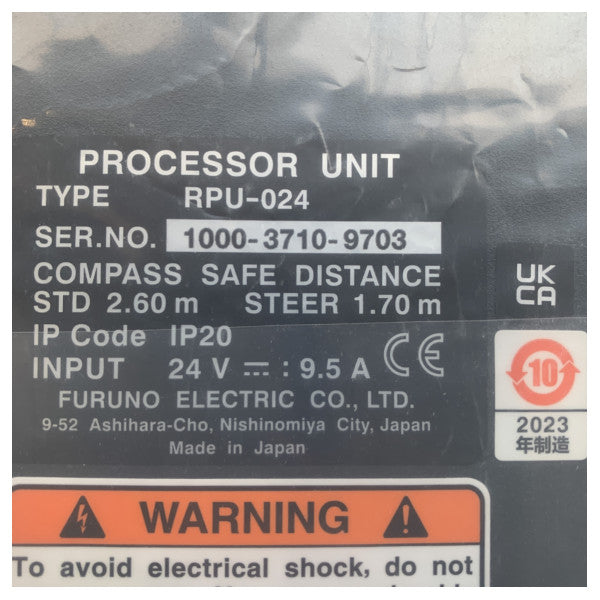 PROCESSOR UNIT
TYPE RPU-024
SER.NO. 1000-3710-9703
COMPASS SAFE DISTANCE
STD 2.60 m STEER 1.70 m
IP Code IP20
INPUT 24 V ⎓ : 9.5 A CE
FURUNO ELECTRIC CO., LTD.
9-52 Ashihara-Cho, Nishinomiya City, Japan
Made in Japan
UK
CA
10
2023
年制造
WARNING
To avoid electrical shock, do not